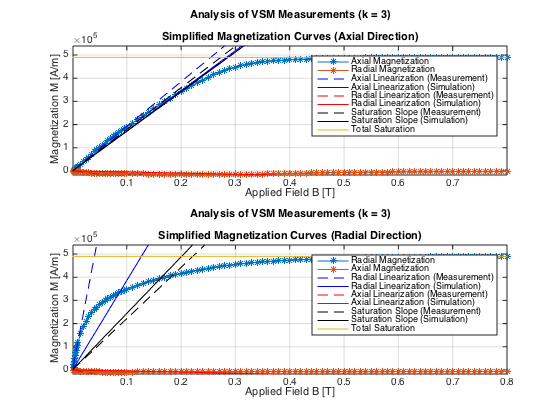 Analysis of VSM Measurements (k = 3)
Simplified Magnetization Curves (Axial Direction)
×10⁵
5
4
3
2
1
0
Magnetization M [A/m]
Axial Magnetization
Radial Magnetization
Axial Linearization (Measurement)
Axial Linearization (Simulation)
Radial Linearization (Measurement)
Radial Linearization (Simulation)
Saturation Slope (Measurement)
Saturation Slope (Simulation)
Total Saturation
0.1 0.2 0.3 0.4 0.5 0.6 0.7 0.8
Applied Field B [T]
Analysis of VSM Measurements (k = 3)
Simplified Magnetization Curves (Radial Direction)
×10⁵
5
4
3
2
1
0
Magnetization M [A/m]
Radial Magnetization
Axial Magnetization
Radial Linearization (Measurement)
Radial Linearization (Simulation)
Axial Linearization (Measurement)
Axial Linearization (Simulation)
Saturation Slope (Measurement)
Saturation Slope (Simulation)
Total Saturation
0.1 0.2 0.3 0.4 0.5 0.6 0.7 0.8
Applied Field B [T]